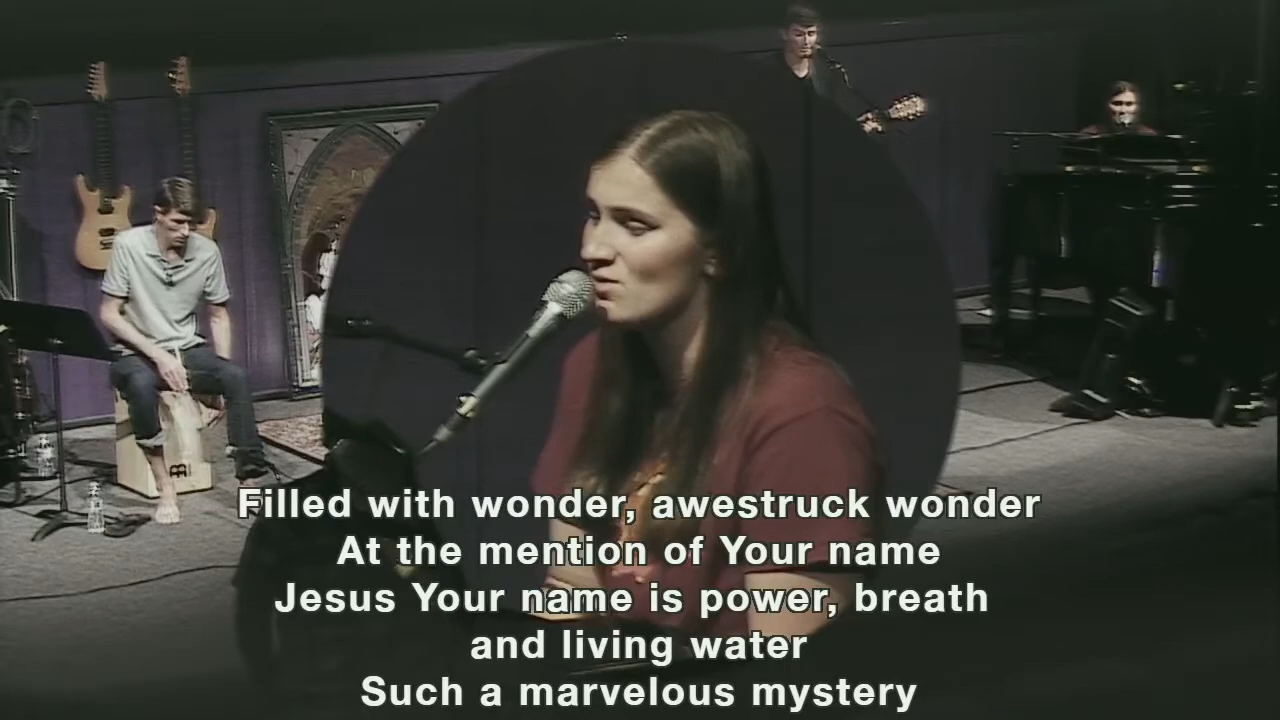 Filled with wonder, awestruck wonder
At the mention of Your name
Jesus Your name is power, breath
and living water
Such a marvelous mystery